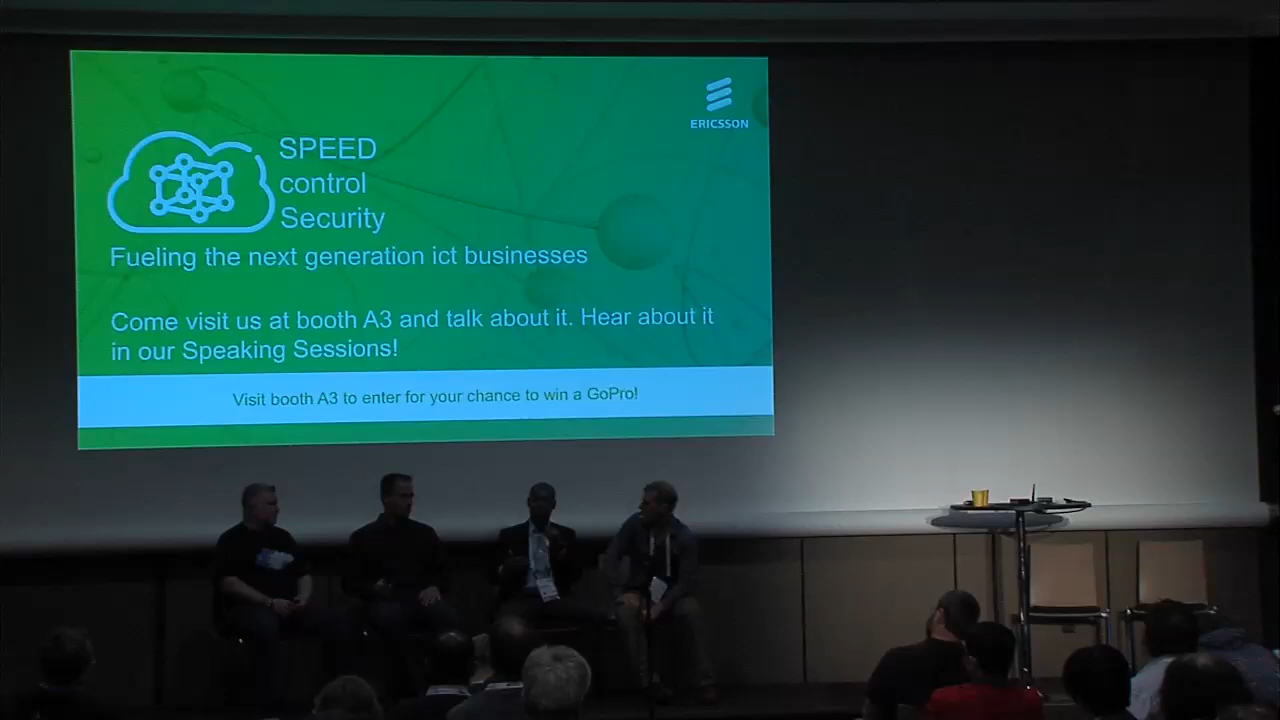 ERICSSON
SPEED
control
Security
Fueling the next generation ict businesses
Come visit us at booth A3 and talk about it. Hear about it
in our Speaking Sessions!
Visit booth A3 to enter for your chance to win a GoPro!